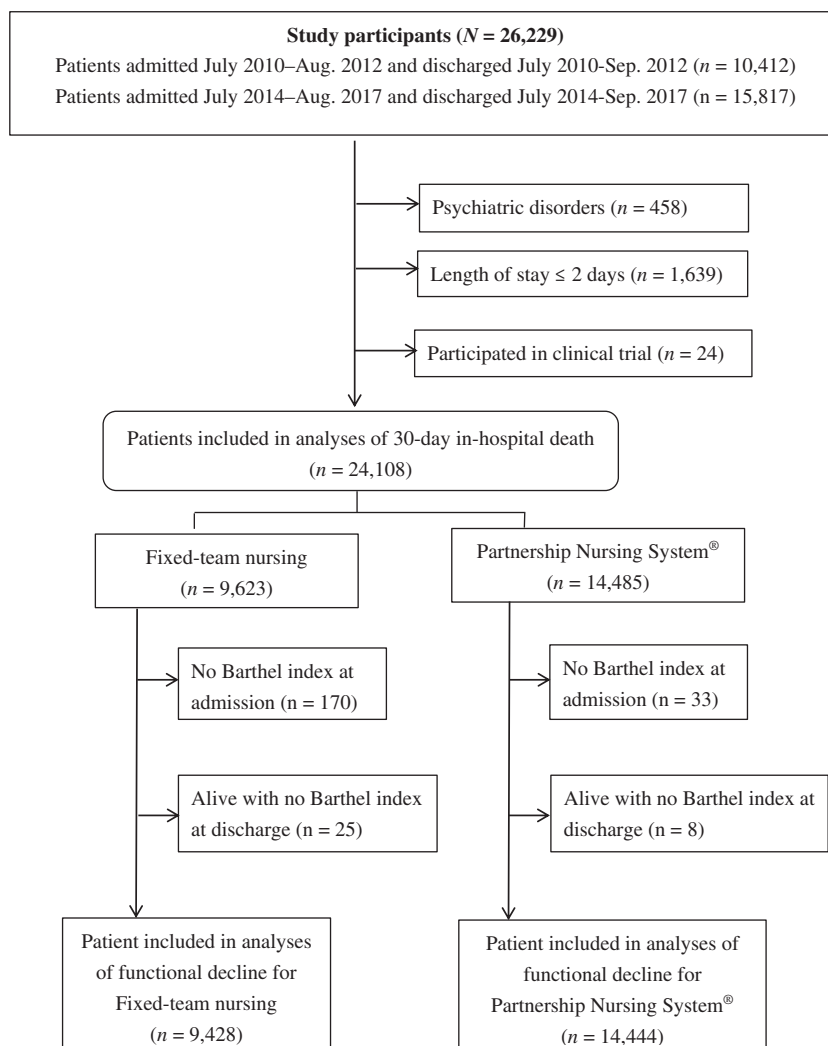 Study participants (N = 26,229)
Patients admitted July 2010–Aug. 2012 and discharged July 2010-Sep. 2012 (n = 10,412)
Patients admitted July 2014–Aug. 2017 and discharged July 2014-Sep. 2017 (n = 15,817)
Psychiatric disorders (n = 458)
Length of stay ≤ 2 days (n = 1,639)
Participated in clinical trial (n = 24)
Patients included in analyses of 30-day in-hospital death
(n = 24,108)
Fixed-team nursing
(n = 9,623)
Partnership Nursing System®
(n = 14,485)
No Barthel index at
admission (n = 170)
No Barthel index at
admission (n = 33)
Alive with no Barthel index
at discharge (n = 25)
Alive with no Barthel index at
discharge (n = 8)
Patient included in analyses
of functional decline for
Fixed-team nursing
(n = 9,428)
Patient included in analyses of
functional decline for
Partnership Nursing System®
(n = 14,444)